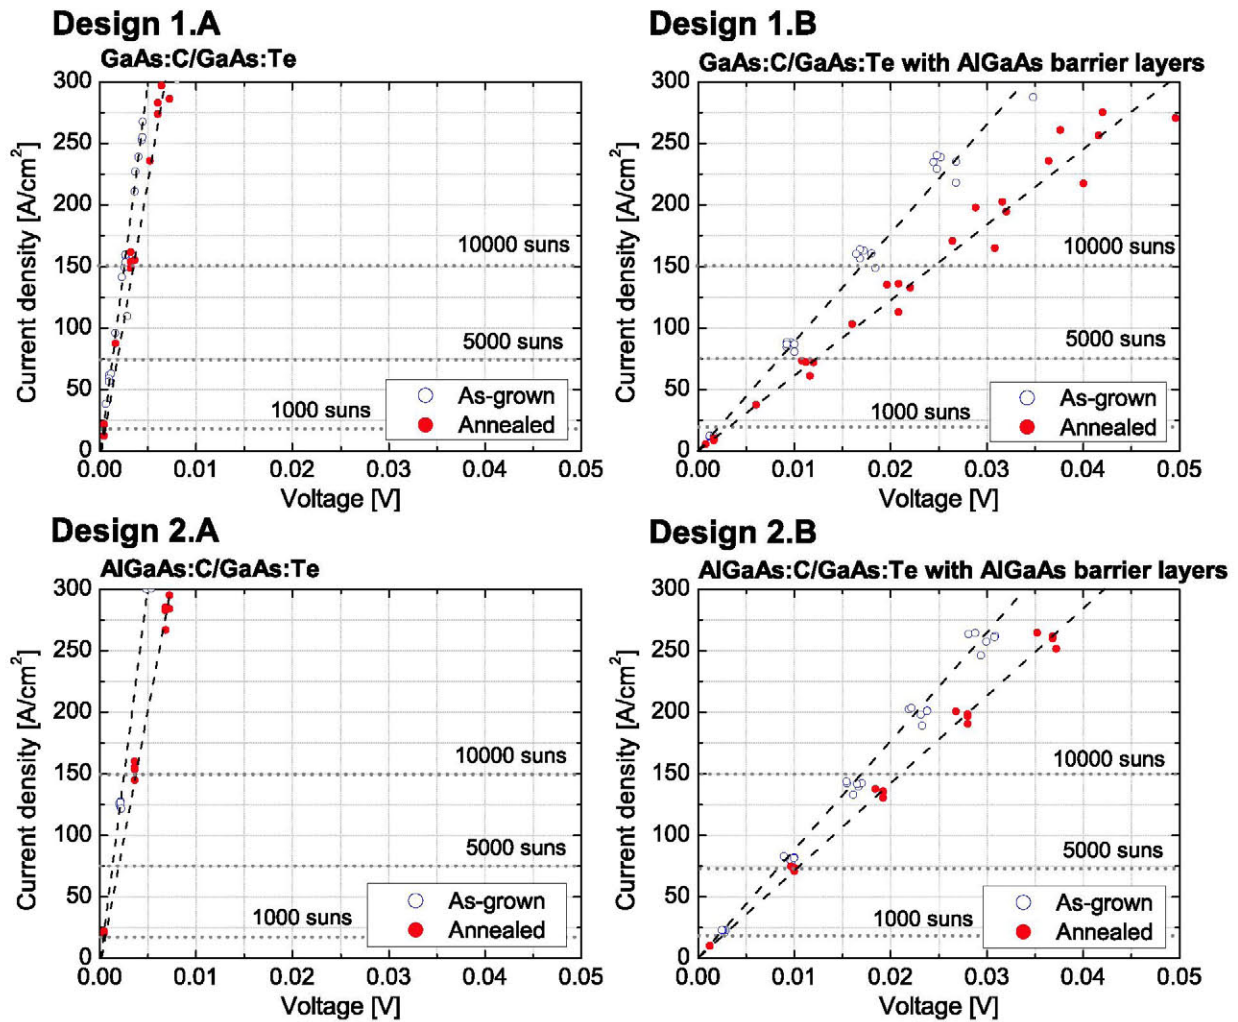 Design 1.A
GaAs:C/GaAs:Te
300
250
200
150
100
50
0
Current density [A/cm²]
10000 suns
5000 suns
1000 suns
As-grown
Annealed
0.00 0.01 0.02 0.03 0.04 0.05
Voltage [V]
Design 1.B
GaAs:C/GaAs:Te with AlGaAs barrier layers
300
250
200
150
100
50
0
Current density [A/cm²]
10000 suns
5000 suns
1000 suns
As-grown
Annealed
0.00 0.01 0.02 0.03 0.04 0.05
Voltage [V]
Design 2.A
AlGaAs:C/GaAs:Te
300
250
200
150
100
50
0
Current density [A/cm²]
10000 suns
5000 suns
1000 suns
As-grown
Annealed
0.00 0.01 0.02 0.03 0.04 0.05
Voltage [V]
Design 2.B
AlGaAs:C/GaAs:Te with AlGaAs barrier layers
300
250
200
150
100
50
0
Current density [A/cm²]
10000 suns
5000 suns
1000 suns
As-grown
Annealed
0.00 0.01 0.02 0.03 0.04 0.05
Voltage [V]